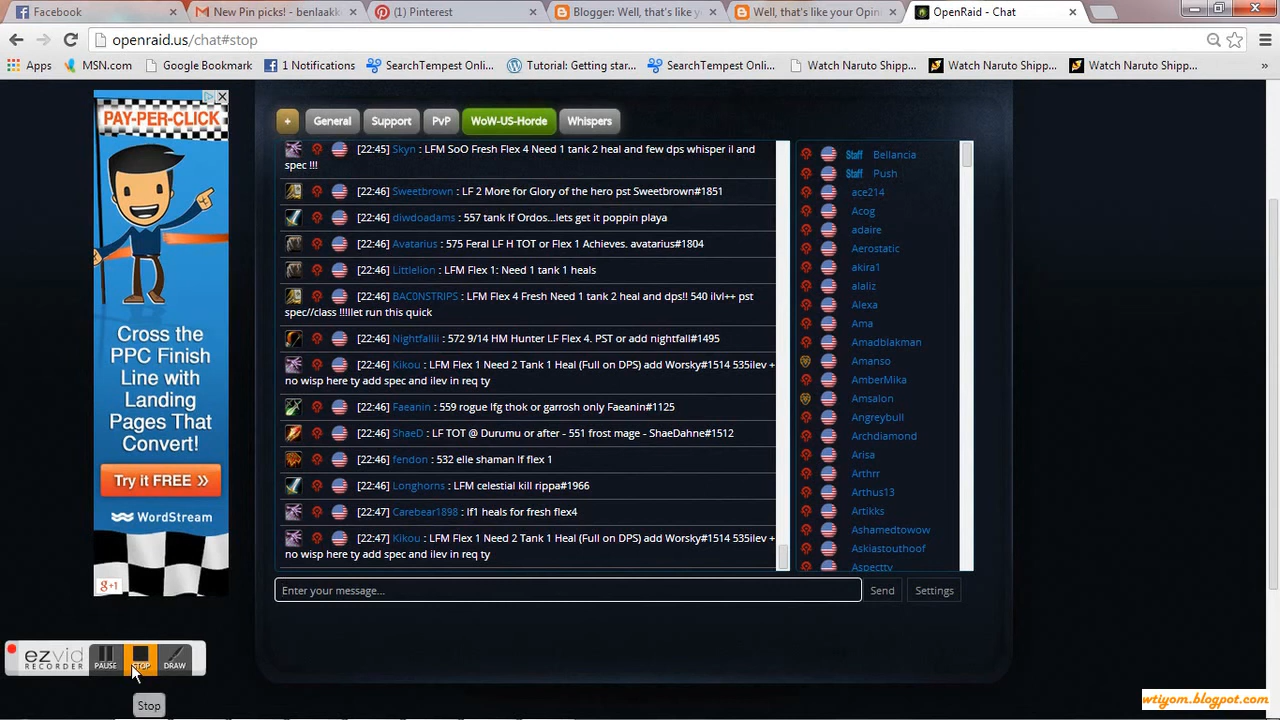 Facebook
New Pin picks! - benlaakk
(1) Pinterest
Blogger: Well, that's like y
Well, that's like your Opin
OpenRaid - Chat
openraid.us/chat#stop
Apps
MSN.com
Google Bookmark
1 Notifications
SearchTempest Onli...
Tutorial: Getting star...
SearchTempest Onli...
Watch Naruto Shipp...
Watch Naruto Shipp...
Watch Naruto Shipp...
»
PAY-PER-CLICK
Cross the
PPC Finish
Line with
Landing
Pages That
Convert!
Try it FREE »
WordStream
g+1
+
General
Support
PvP
WoW-US-Horde
Whispers
[22:45] Skyn : LFM SoO Fresh Flex 4 Need 1 tank 2 heal and few dps whisper il and
spec !!!
[22:46] Sweetbrown : LF 2 More for Glory of the hero pst Sweetbrown#1851
[22:46] diwdoadams : 557 tank lf Ordos...lets get it poppin playa
[22:46] Avatarius : 575 Feral LF H TOT or Flex 1 Achieves. avatarius#1804
[22:46] Littlelion : LFM Flex 1: Need 1 tank 1 heals
[22:46] BAC0NSTRIPS : LFM Flex 4 Fresh Need 1 tank 2 heal and dps!! 540 ilvl++ pst
spec//class !!!!let run this bulck
[22:46] Nightfallii : 572 9/14 HM Hunter LF Flex 4. PST or add nightfall#1495
[22:46] Kikou : LFM Flex 1 Need 2 Tank 1 Heil (Full on DPS) add Worsky#1514 535ilev +
no wisp here ty add spec and ilev in req ty
[22:46] Faeanin : 562 rogue lfg thok or garrosh only Faeanin#1125
[22:46] ShaeD : LF TOT @ Durumu or after - 551 frost mage - ShaeDahne#1512
[22:46] fendon : 532 elle shaman lf flex 1
[22:46] Longhorns : LFM celestial kill ripsaw#1966
[22:47] Carebear1898 : lf1 heals for fresh flex4
[22:47] Kikou : LFM Flex 1 Need 2 Tank 1 Heil (Full on DPS) add Worsky#1514 535ilev +
no wisp here ty add spec and ilev in req ty
Staff Bellancia
Staff Push
ace214
Acog
adaire
Aerostatic
akira1
alaliz
Alexa
Ama
Amadblakman
Amanso
AmberMika
Amsalon
Angreybull
Archdiamond
Arisa
Arthrr
Arthus13
Artikks
Ashamedtowow
Askiastouthoof
Aspectty
Enter your message...
Send
Settings
ezvid
RECORDER
PAUSE
STOP
DRAW
Stop
wtiyom.blogspot.com